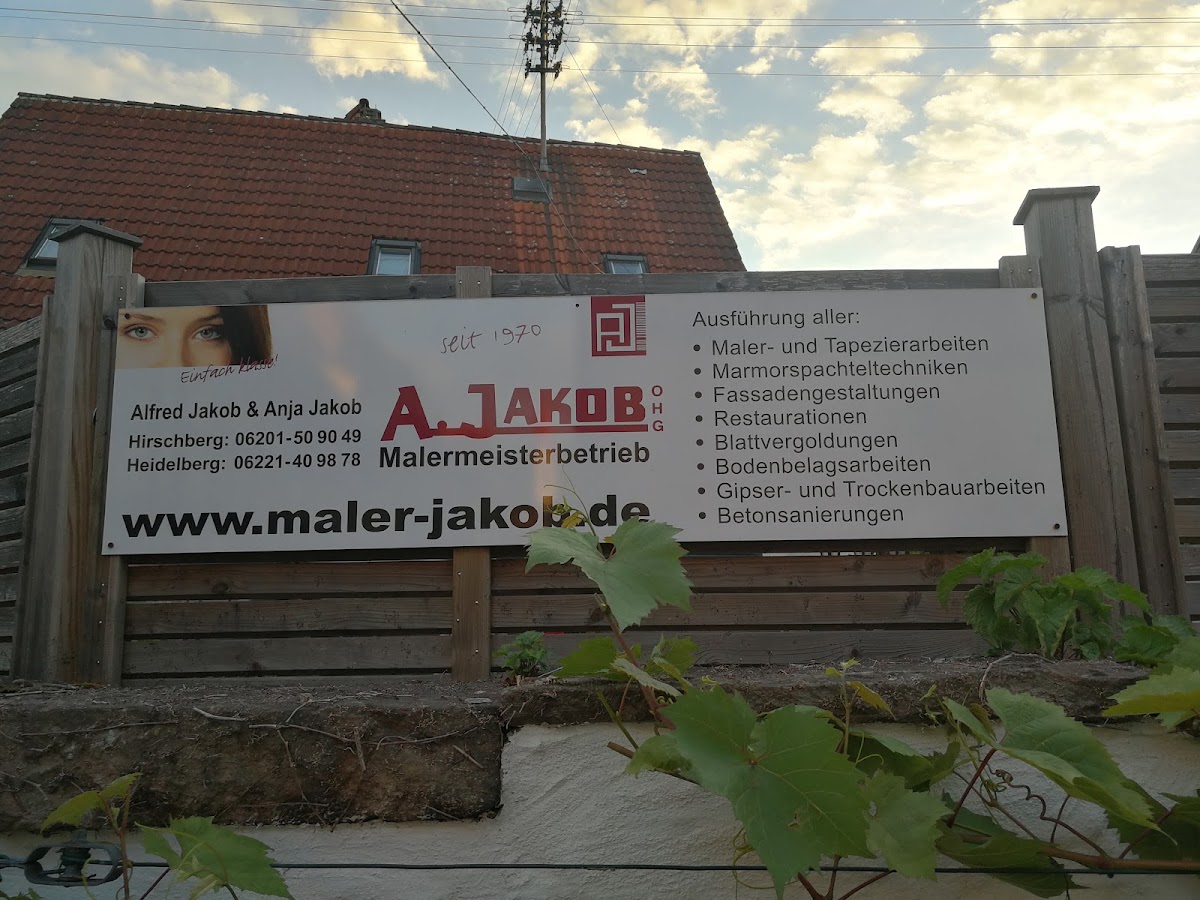 Einfach klasse!
Alfred Jakob & Anja Jakob
Hirschberg: 06201-50 90 49
Heidelberg: 06221-40 98 78
www.maler-jakob.de
seit 1970
AJ
A. JAKOB OHG
Malermeisterbetrieb
Ausführung aller:
• Maler- und Tapezierarbeiten
• Marmorspachteltechniken
• Fassadengestaltungen
• Restaurationen
• Blattvergoldungen
• Bodenbelagsarbeiten
• Gipser- und Trockenbauarbeiten
• Betonsanierungen